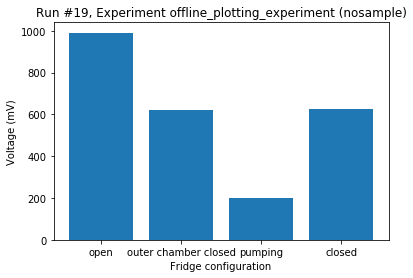 Run #19, Experiment offline_plotting_experiment (nosample)
1000
800
600
400
200
0
Voltage (mV)
open outer chamber closed pumping closed
Fridge configuration